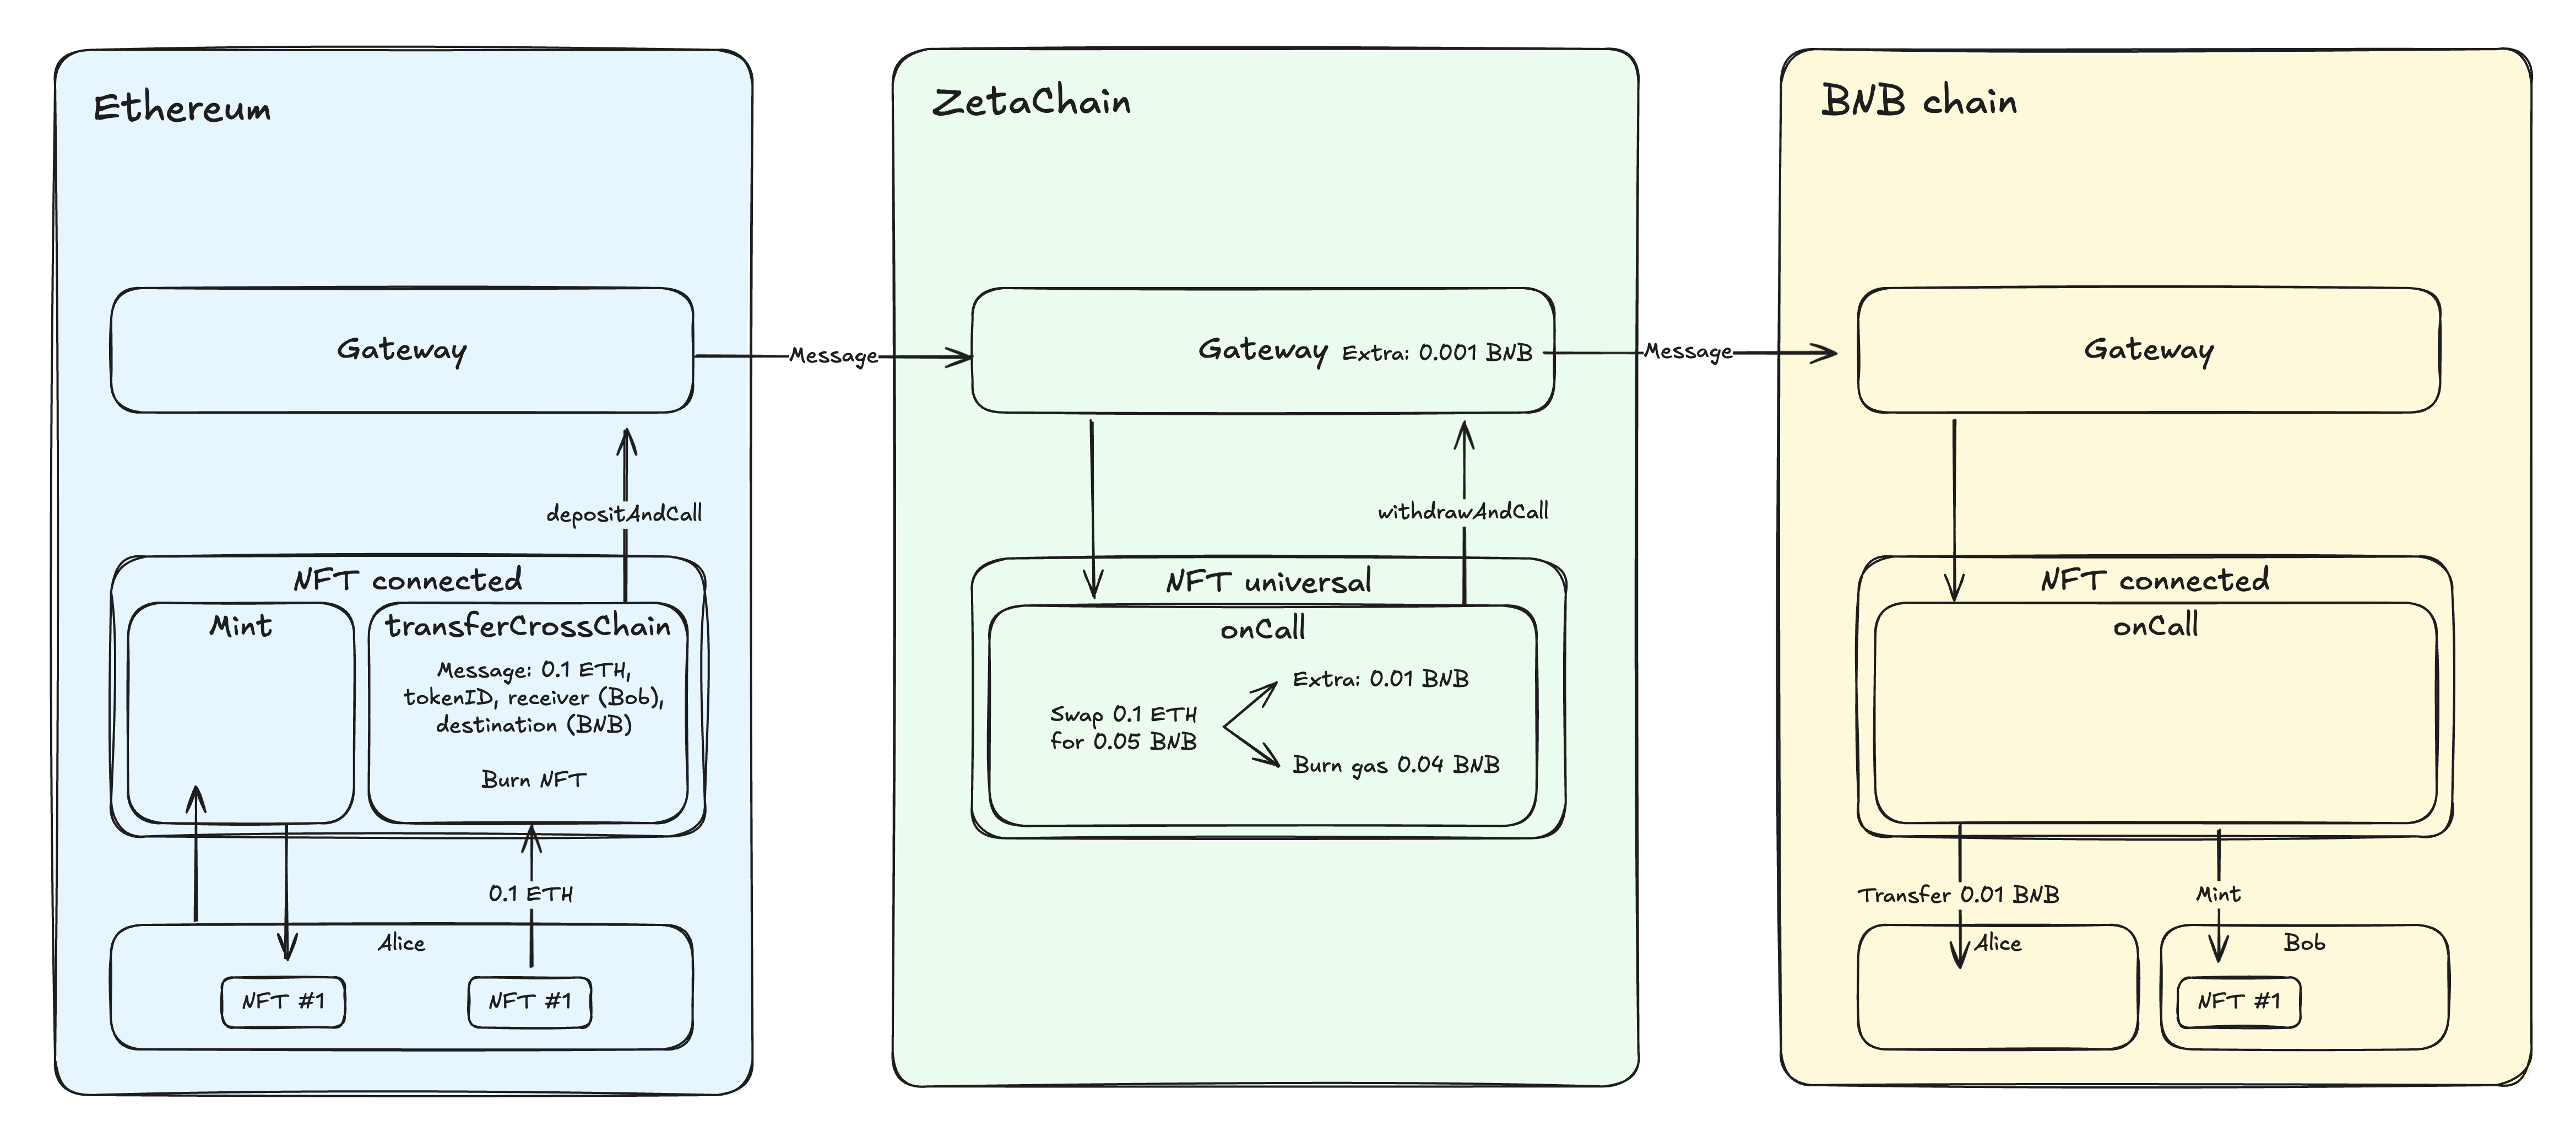 Ethereum
Gateway
depositAndCall
NFT connected
Mint
transferCrossChain
Message: 0.1 ETH,
tokenID, receiver (Bob),
destination (BNB)
Burn NFT
0.1 ETH
Alice
NFT #1
NFT #1
Message
ZetaChain
Gateway
Extra: 0.001 BNB
withdrawAndCall
NFT universal
onCall
Swap 0.1 ETH
for 0.05 BNB
Extra: 0.01 BNB
Burn gas 0.04 BNB
Message
BNB chain
Gateway
NFT connected
onCall
Transfer 0.01 BNB
Mint
Alice
Bob
NFT #1